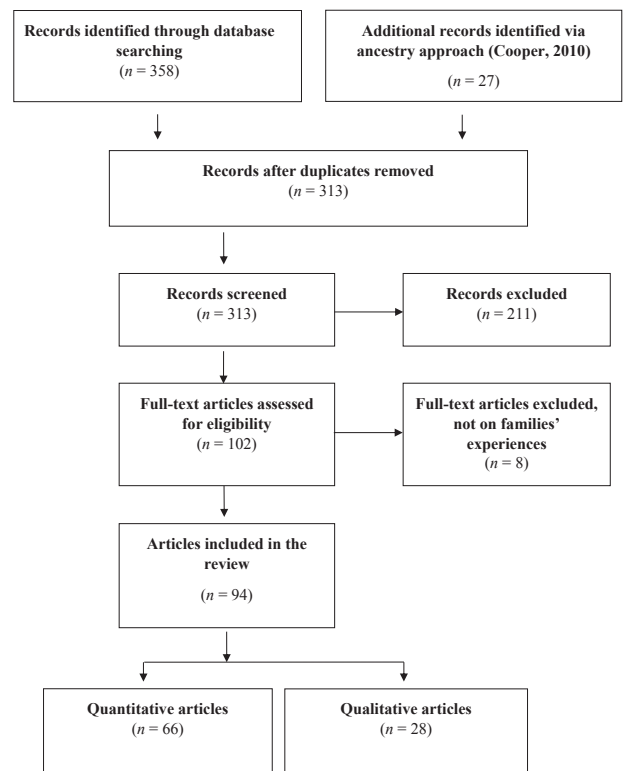 Records identified through database
searching
(n = 358)
Additional records identified via
ancestry approach (Cooper, 2010)
(n = 27)
Records after duplicates removed
(n = 313)
Records screened
(n = 313)
Records excluded
(n = 211)
Full-text articles assessed
for eligibility
(n = 102)
Full-text articles excluded,
not on families’
experiences
(n = 8)
Articles included in the
review
(n = 94)
Quantitative articles
(n = 66)
Qualitative articles
(n = 28)